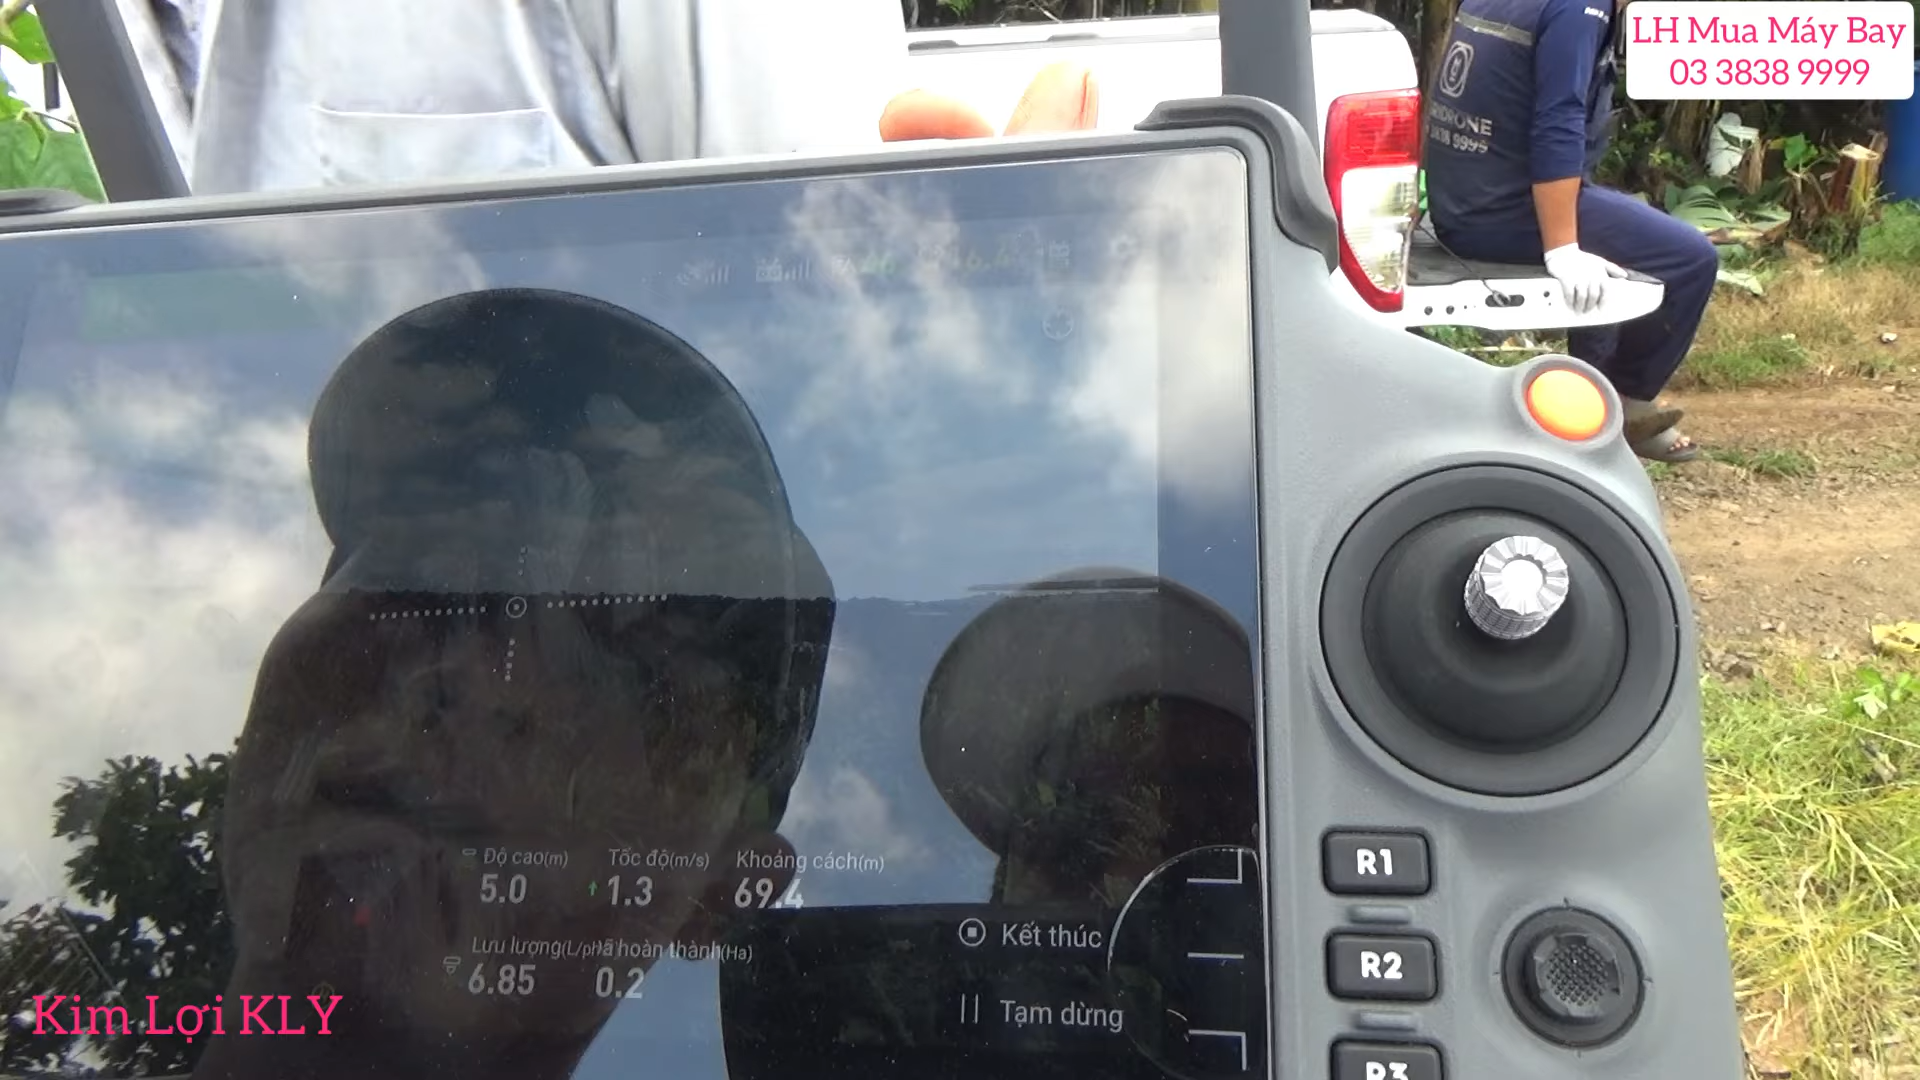 LH Mua Máy Bay
03 3838 9999
9999
Độ cao(m)
5.0
Tốc độ(m/s)
1.3
Khoảng cách(m)
69.4
Lưu lượng(L/ph
6.85
hoàn thành(Ha)
0.2
Kết thúc
Tạm dừng
R1
R2
R3
Kim Lợi KLY